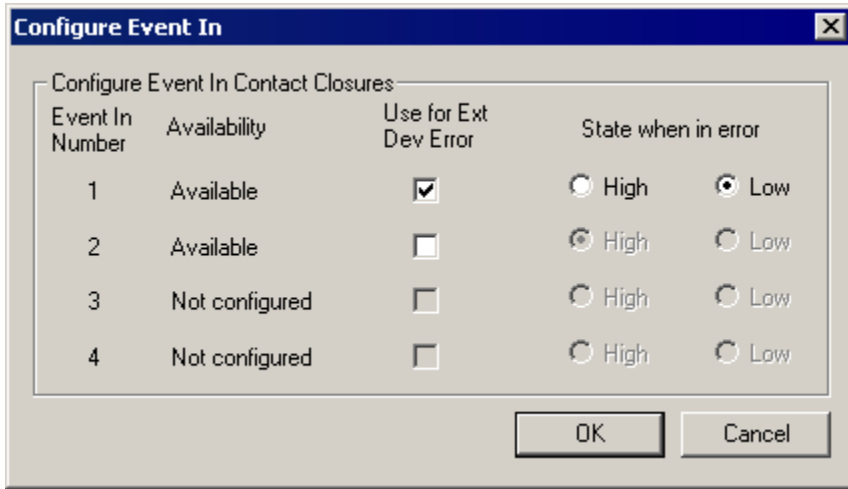 Configure Event In
Configure Event In Contact Closures
Event In Number Availability Use for Ext Dev Error State when in error
1 Available High Low
2 Available High Low
3 Not configured High Low
4 Not configured High Low
OK Cancel